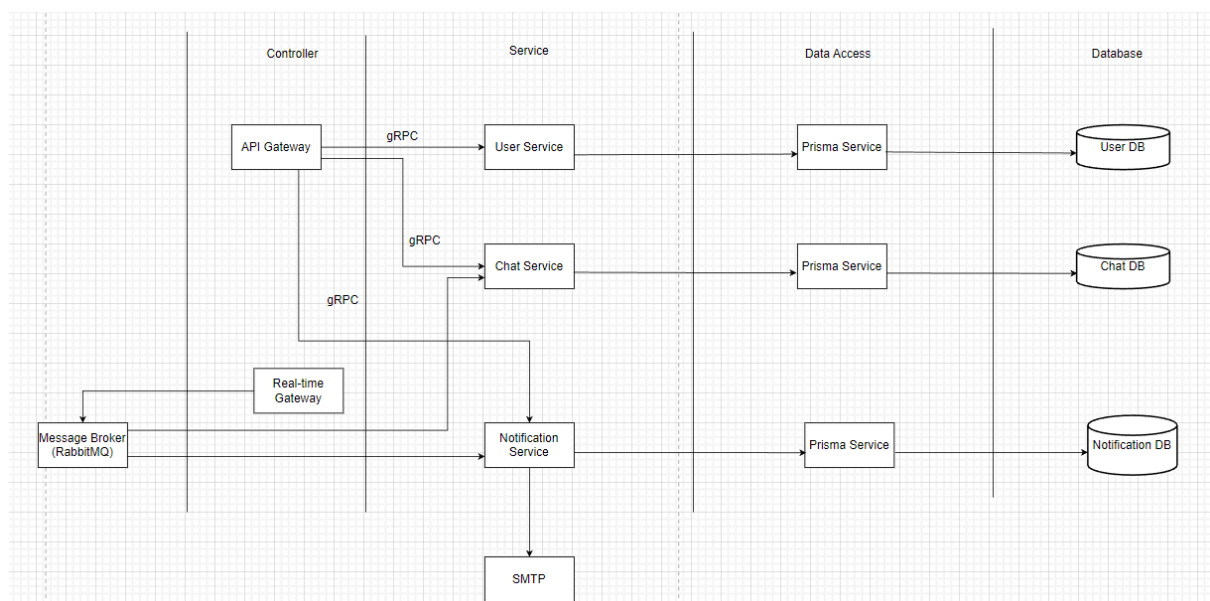 Controller
Service
Data Access
Database
API Gateway
gRPC
User Service
Prisma Service
User DB
gRPC
Chat Service
Prisma Service
Chat DB
gRPC
Real-time
Gateway
Message Broker
(RabbitMQ)
Notification
Service
Prisma Service
Notification DB
SMTP